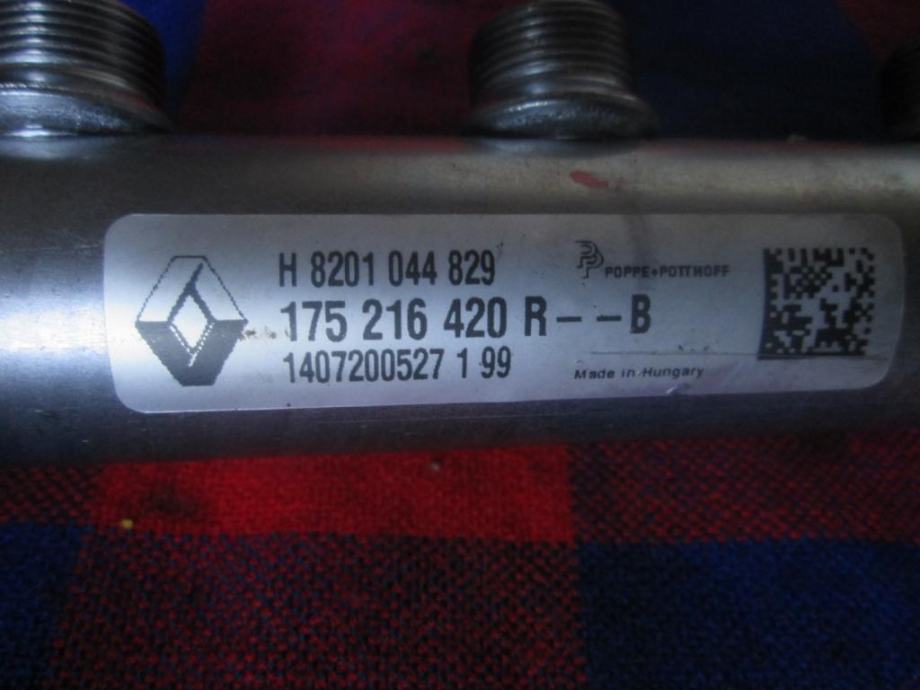 H 8201 044 829
175 216 420 R--B
1407200527 1 99
POPPE+POTTHOFF
Made in Hungary